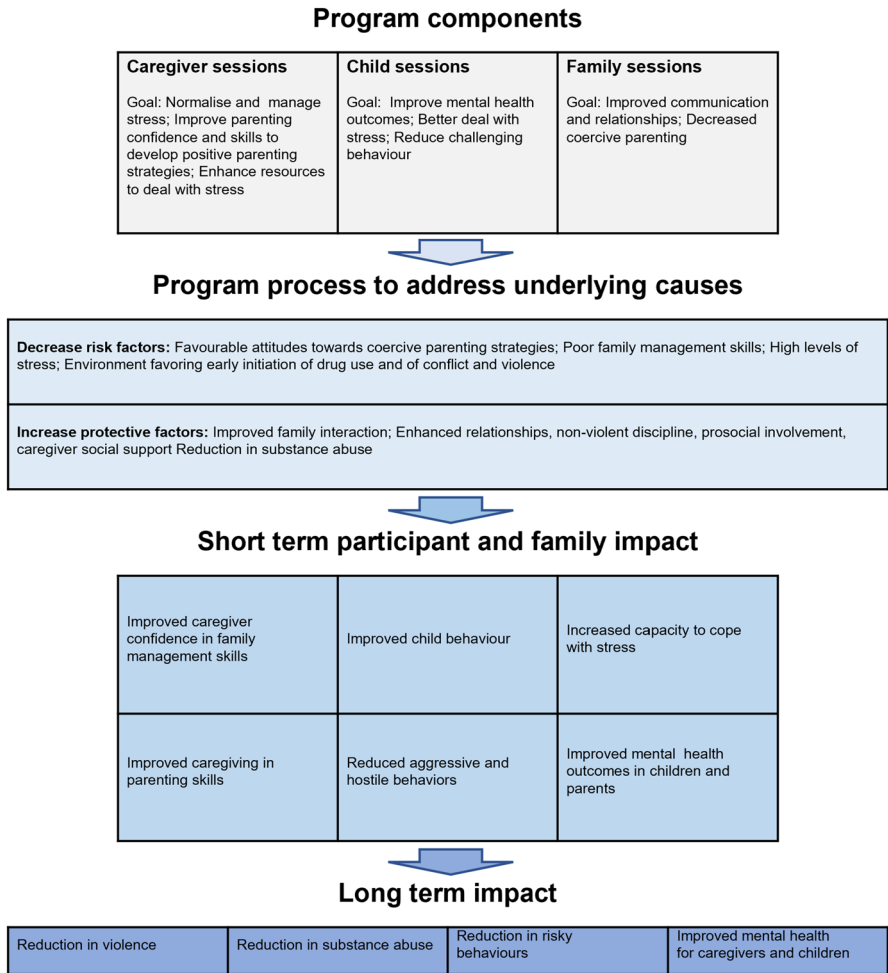 Program components
Caregiver sessions
Goal: Normalise and  manage
stress; Improve parenting
confidence and skills to
develop positive parenting
strategies; Enhance resources
to deal with stress
Child sessions
Goal:  Improve mental health
outcomes; Better deal with
stress; Reduce challenging
behaviour
Family sessions
Goal: Improved communication
and relationships; Decreased
coercive parenting
Program process to address underlying causes
Decrease risk factors: Favourable attitudes towards coercive parenting strategies; Poor family management skills; High levels of
stress; Environment favoring early initiation of drug use and of conflict and violence
Increase protective factors: Improved family interaction; Enhanced relationships, non-violent discipline, prosocial involvement,
caregiver social support Reduction in substance abuse
Short term participant and family impact
Improved caregiver
confidence in family
management skills
Improved child behaviour
Increased capacity to cope
with stress
Improved caregiving in
parenting skills
Reduced aggressive and
hostile behaviors
Improved mental  health
outcomes in children and
parents
Long term impact
Reduction in violence
Reduction in substance abuse
Reduction in risky
behaviours
Improved mental health
for caregivers and children